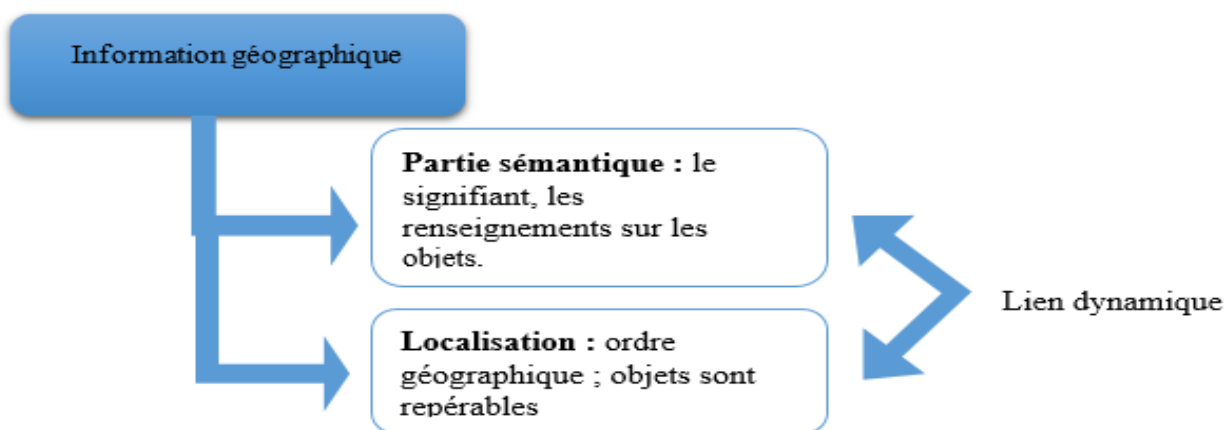 Information géographique
Partie sémantique : le
signifiant, les
renseignements sur les
objets.
Lien dynamique
Localisation : ordre
géographique ; objets sont
repérables